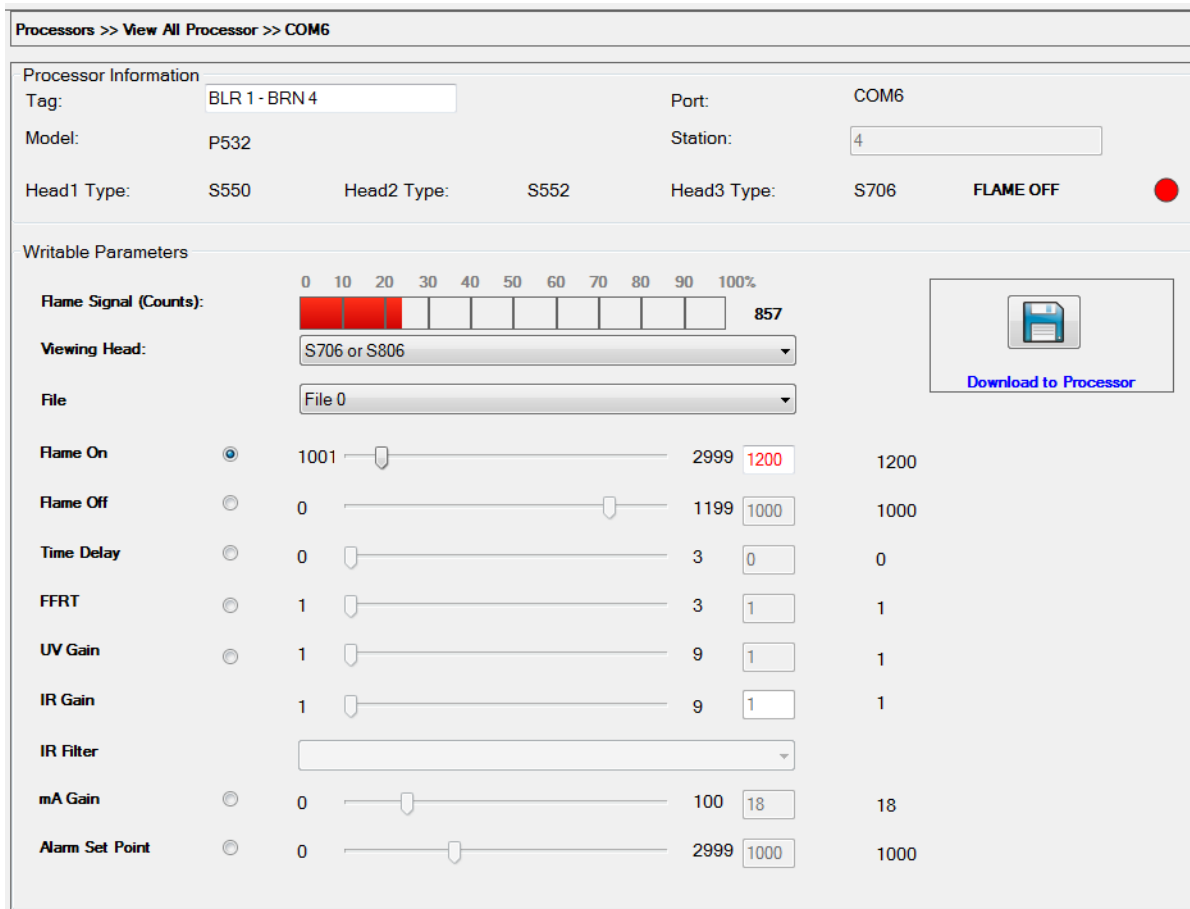 Processors >> View All Processor >> COM6
Processor Information
Tag: BLR 1 - BRN 4 Port: COM6
Model: P532 Station: 4
Head1 Type: S550 Head2 Type: S552 Head3 Type: S706 FLAME OFF
Writable Parameters
0 10 20 30 40 50 60 70 80 90 100%
Flame Signal (Counts): 857
Viewing Head: S706 or S806
Download to Processor
File File 0
Flame On 1001 2999 1200 1200
Flame Off 0 1199 1000 1000
Time Delay 0 3 0 0
FFRT 1 3 1 1
UV Gain 1 9 1 1
IR Gain 1 9 1 1
IR Filter
mA Gain 0 100 18 18
Alarm Set Point 0 2999 1000 1000